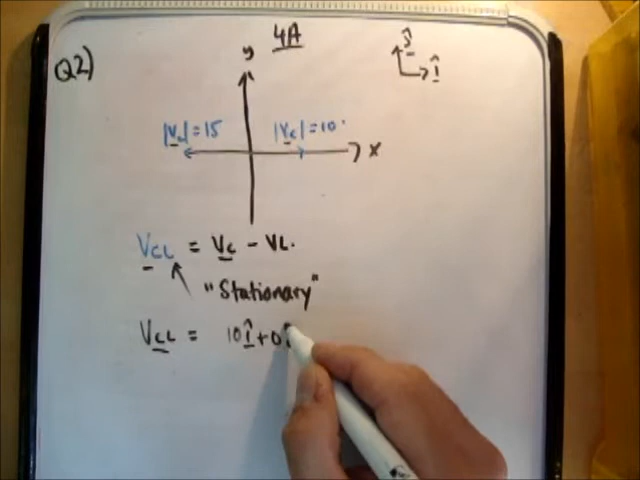 Q2)
4A
y
ĵ
î
|V_L|=15
|V_C|=10
x
V_CL = V_C - V_L.
"Stationary"
V_CL = 10î+0